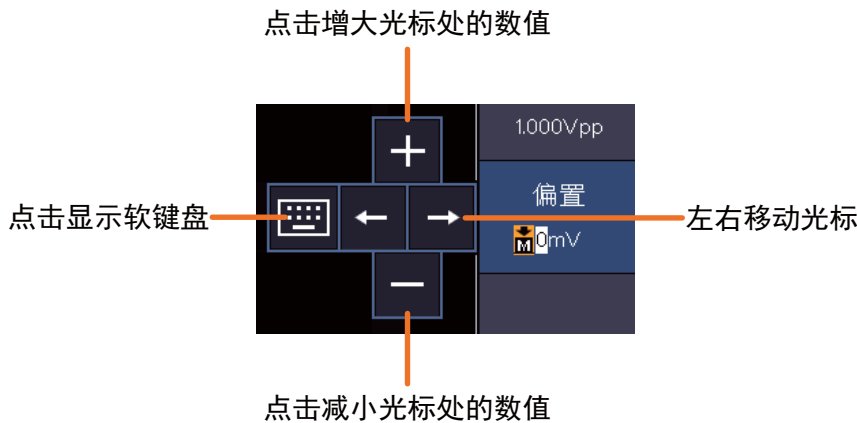 点击增大光标处的数值
1.000Vpp
偏置
M 0mV
点击显示软键盘
左右移动光标
点击减小光标处的数值